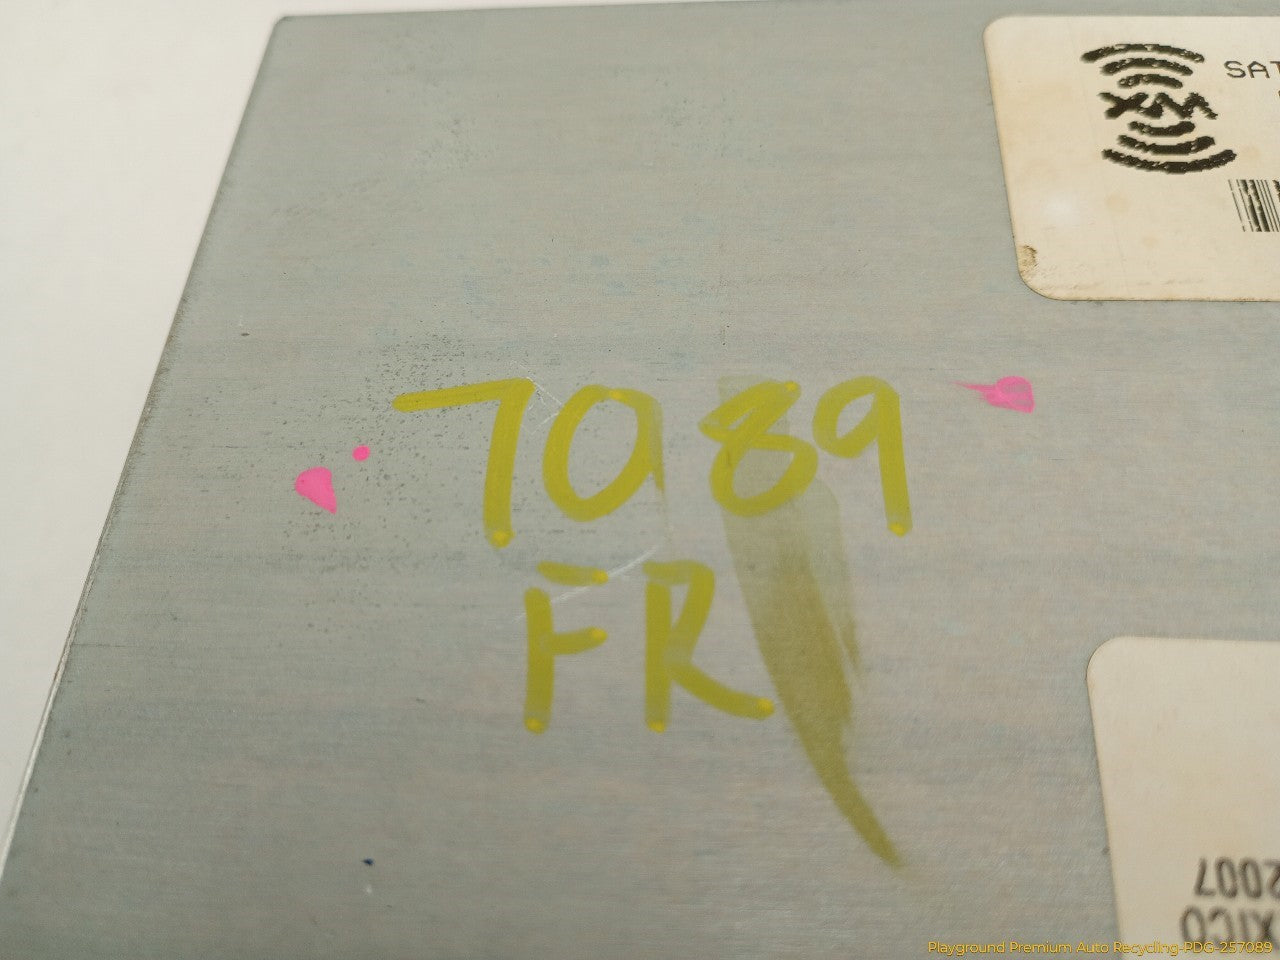 XM
SAT
7089
FR
2007
XICO
Playground Premium Auto Recycling-PDG-257089